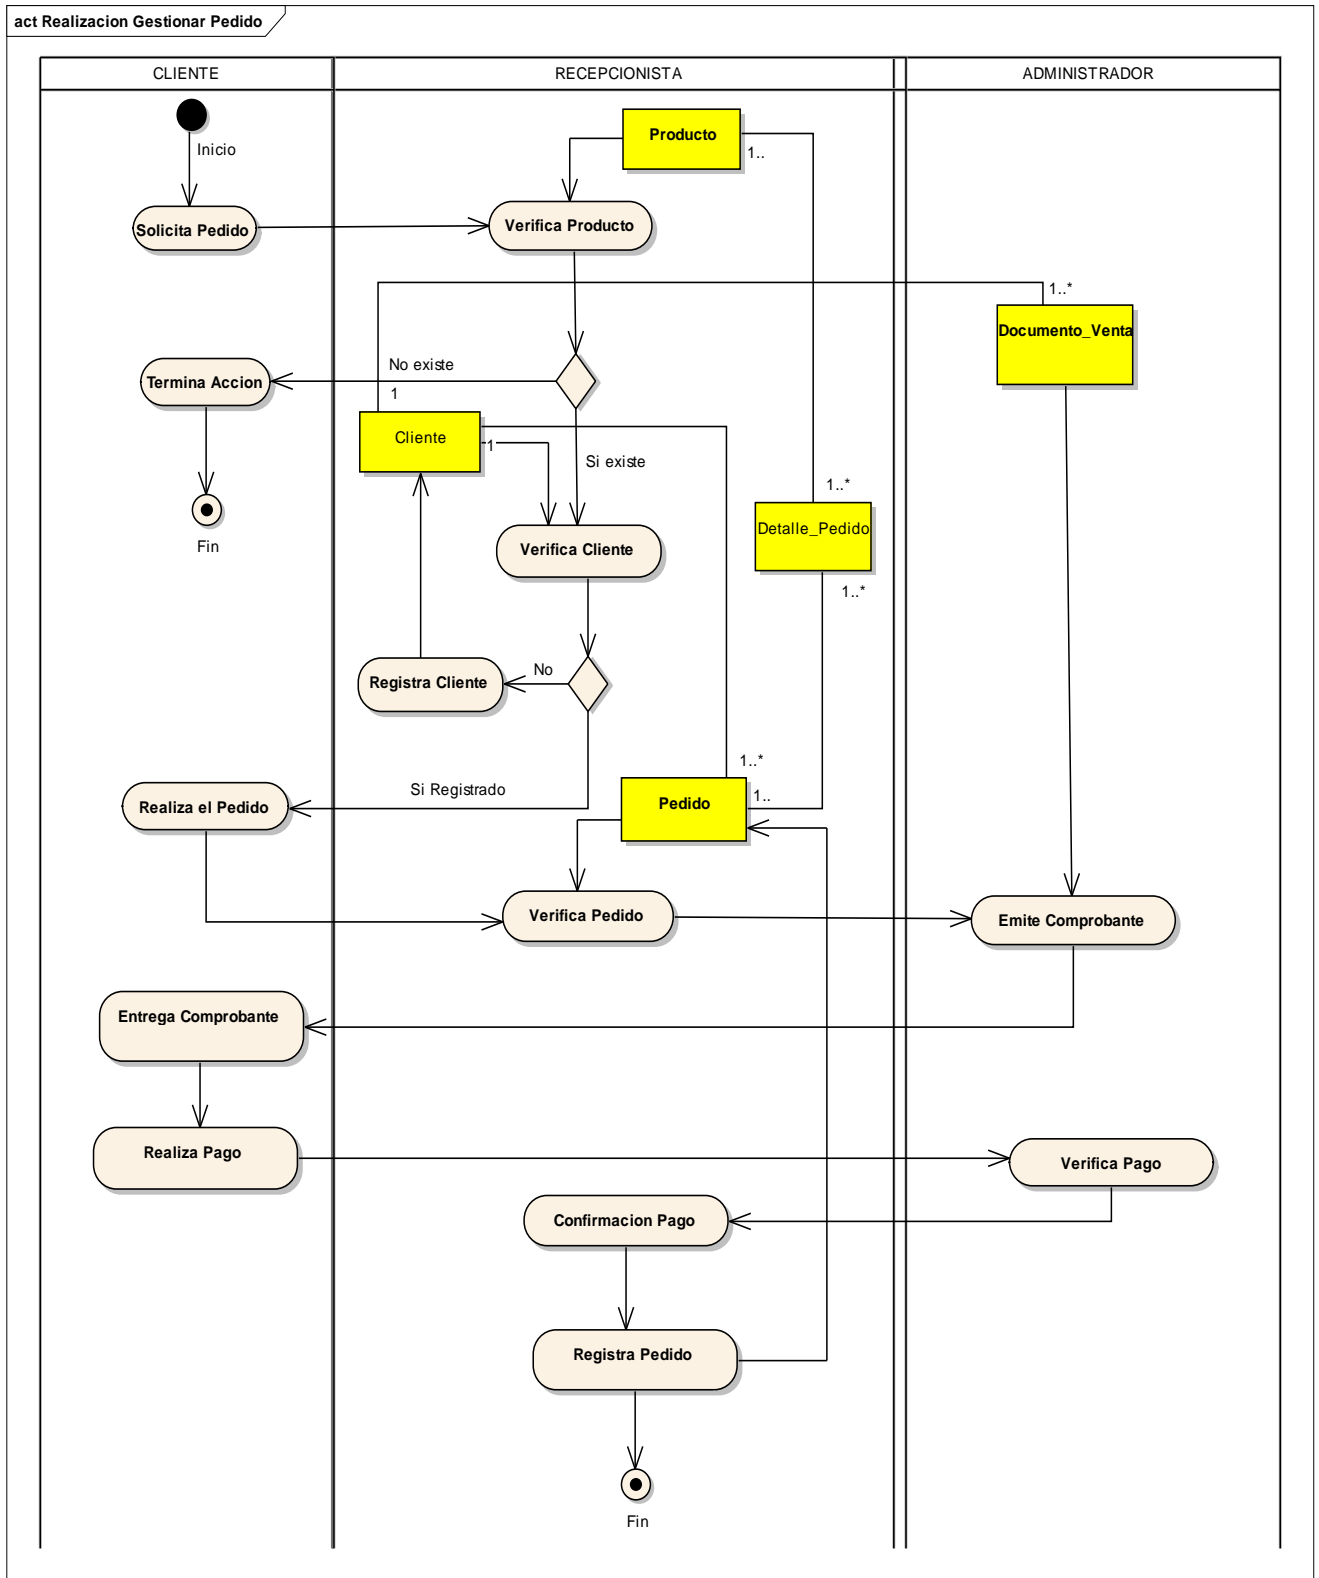 act Realizacion Gestionar Pedido
CLIENTE
RECEPCIONISTA
ADMINISTRADOR
Inicio
Producto
1..
Solicita Pedido
Verifica Producto
1..*
Documento_Venta
No existe
Termina Accion
1
Cliente
1
Si existe
1..*
Detalle_Pedido
Fin
Verifica Cliente
1..*
No
Registra Cliente
1..*
Si Registrado
Realiza el Pedido
Pedido
1..
Verifica Pedido
Emite Comprobante
Entrega Comprobante
Realiza Pago
Verifica Pago
Confirmacion Pago
Registra Pedido
Fin